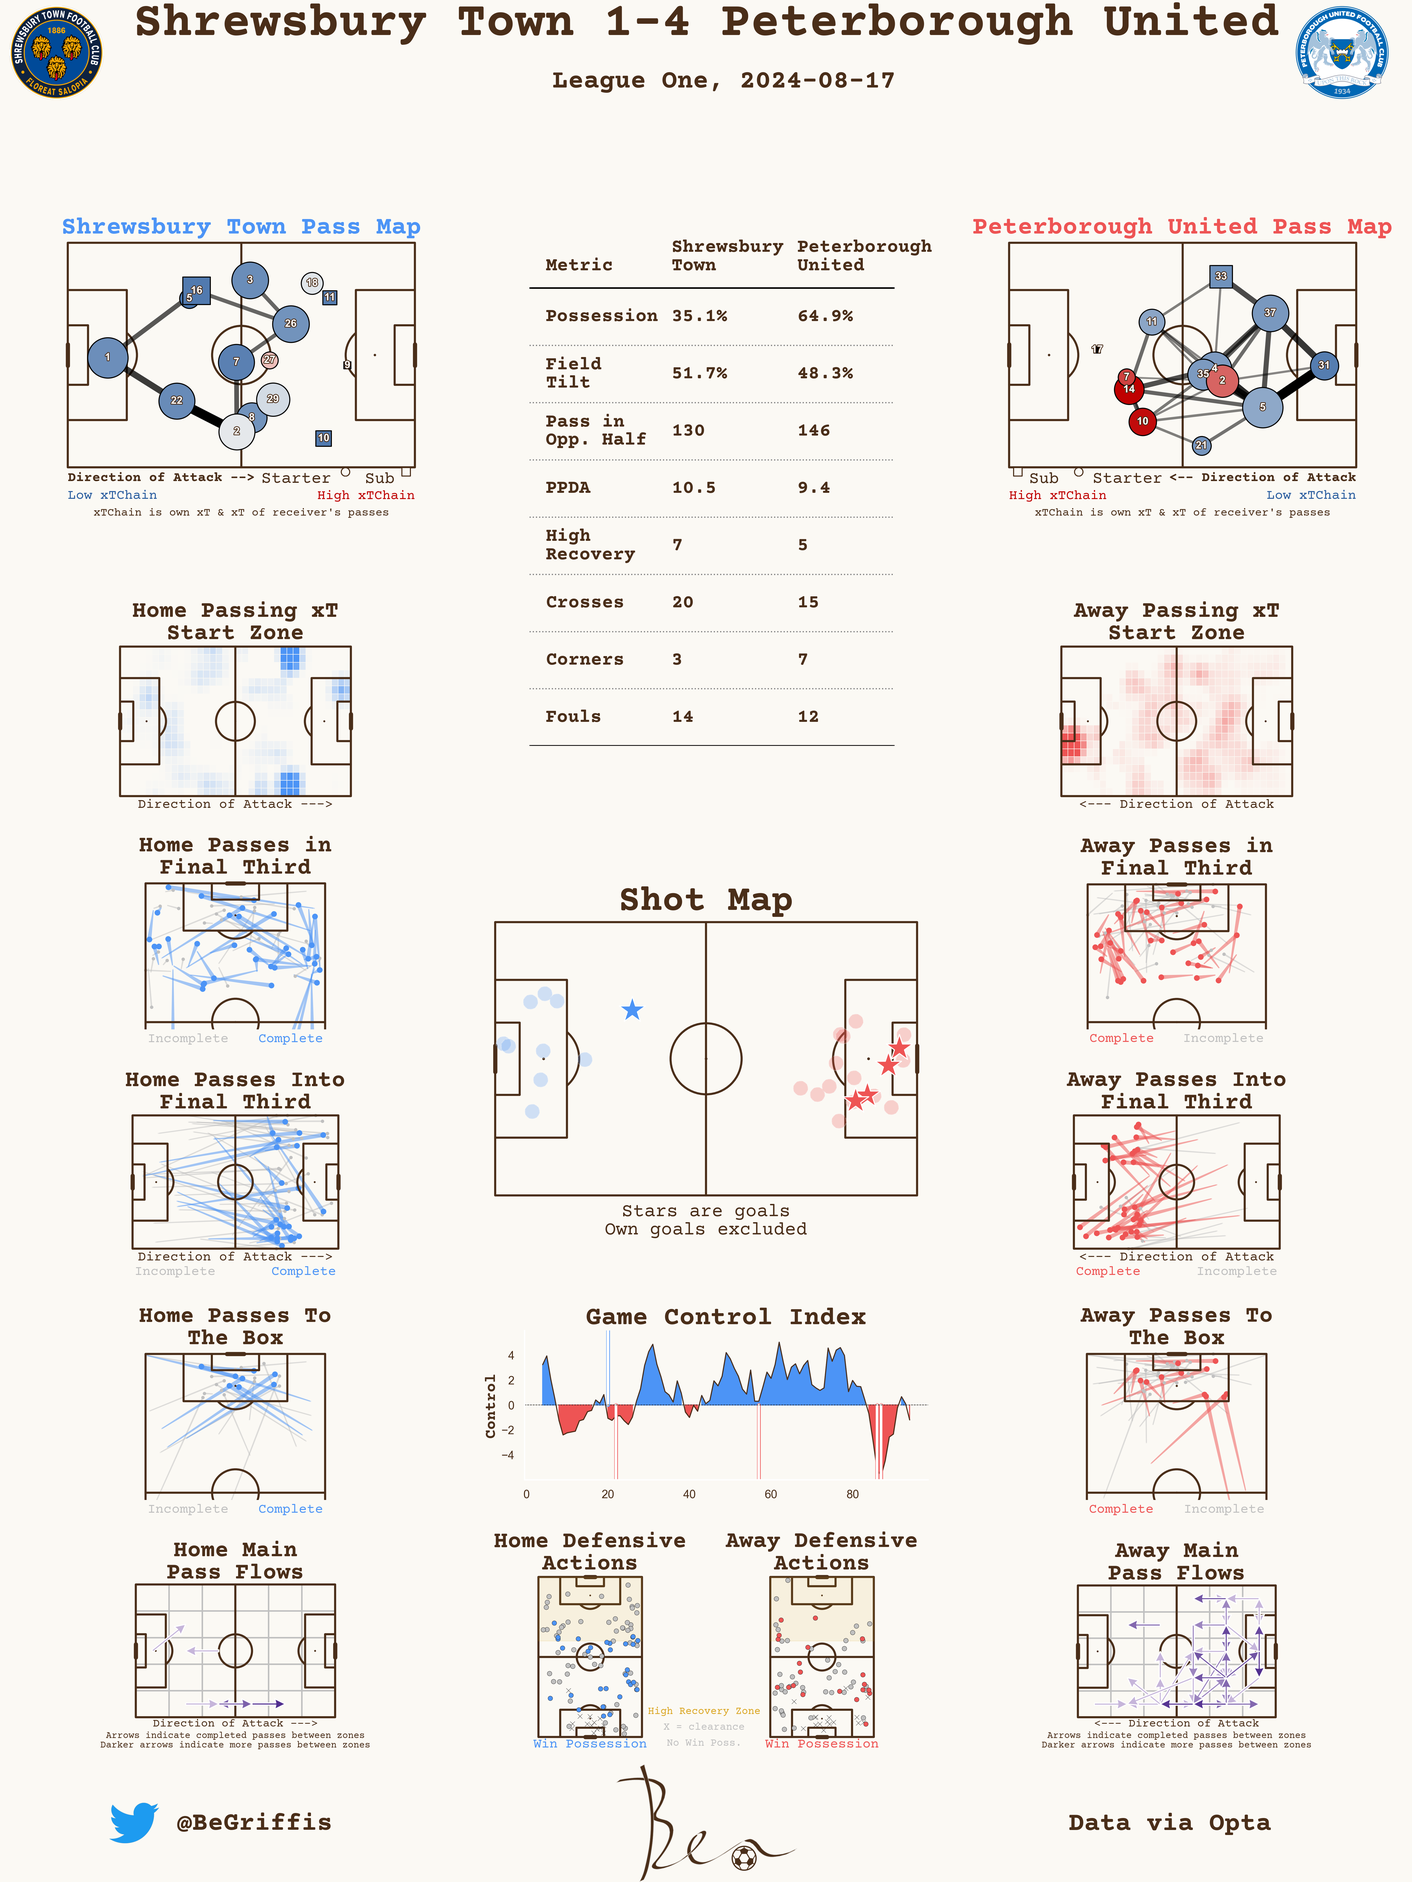 Shrewsbury Town 1-4 Peterborough United
League One, 2024-08-17
SHREWSBURY TOWN FOOTBALL CLUB
1886
FLOREAT SALOPIA
PETERBOROUGH UNITED FOOTBALL CLUB
1934
Shrewsbury Town Pass Map
16
5
3
18
11
26
1
7
27
9
22
29
8
2
10
Direction of Attack --> Starter Sub
Low xTChain High xTChain
xTChain is own xT & xT of receiver's passes
Metric Shrewsbury Town Peterborough United
Possession 35.1% 64.9%
Field Tilt 51.7% 48.3%
Pass in Opp. Half 130 146
PPDA 10.5 9.4
High Recovery 7 5
Crosses 20 15
Corners 3 7
Fouls 14 12
Peterborough United Pass Map
33
37
11
17
31
4
35
2
7
14
5
10
21
Sub Starter <-- Direction of Attack
High xTChain Low xTChain
xTChain is own xT & xT of receiver's passes
Home Passing xT
Start Zone
Direction of Attack --->
Away Passing xT
Start Zone
<--- Direction of Attack
Home Passes in
Final Third
Incomplete Complete
Away Passes in
Final Third
Complete Incomplete
Shot Map
Stars are goals
Own goals excluded
Home Passes Into
Final Third
Direction of Attack --->
Incomplete Complete
Away Passes Into
Final Third
<--- Direction of Attack
Complete Incomplete
Home Passes To
The Box
Incomplete Complete
Game Control Index
Control
4
2
0
−2
−4
0 20 40 60 80
Away Passes To
The Box
Complete Incomplete
Home Main
Pass Flows
Direction of Attack --->
Arrows indicate completed passes between zones
Darker arrows indicate more passes between zones
Home Defensive
Actions
Win Possession
Away Defensive
Actions
Win Possession
High Recovery Zone
X = clearance
No Win Poss.
Away Main
Pass Flows
<--- Direction of Attack
Arrows indicate completed passes between zones
Darker arrows indicate more passes between zones
@BeGriffis
Ben
Data via Opta